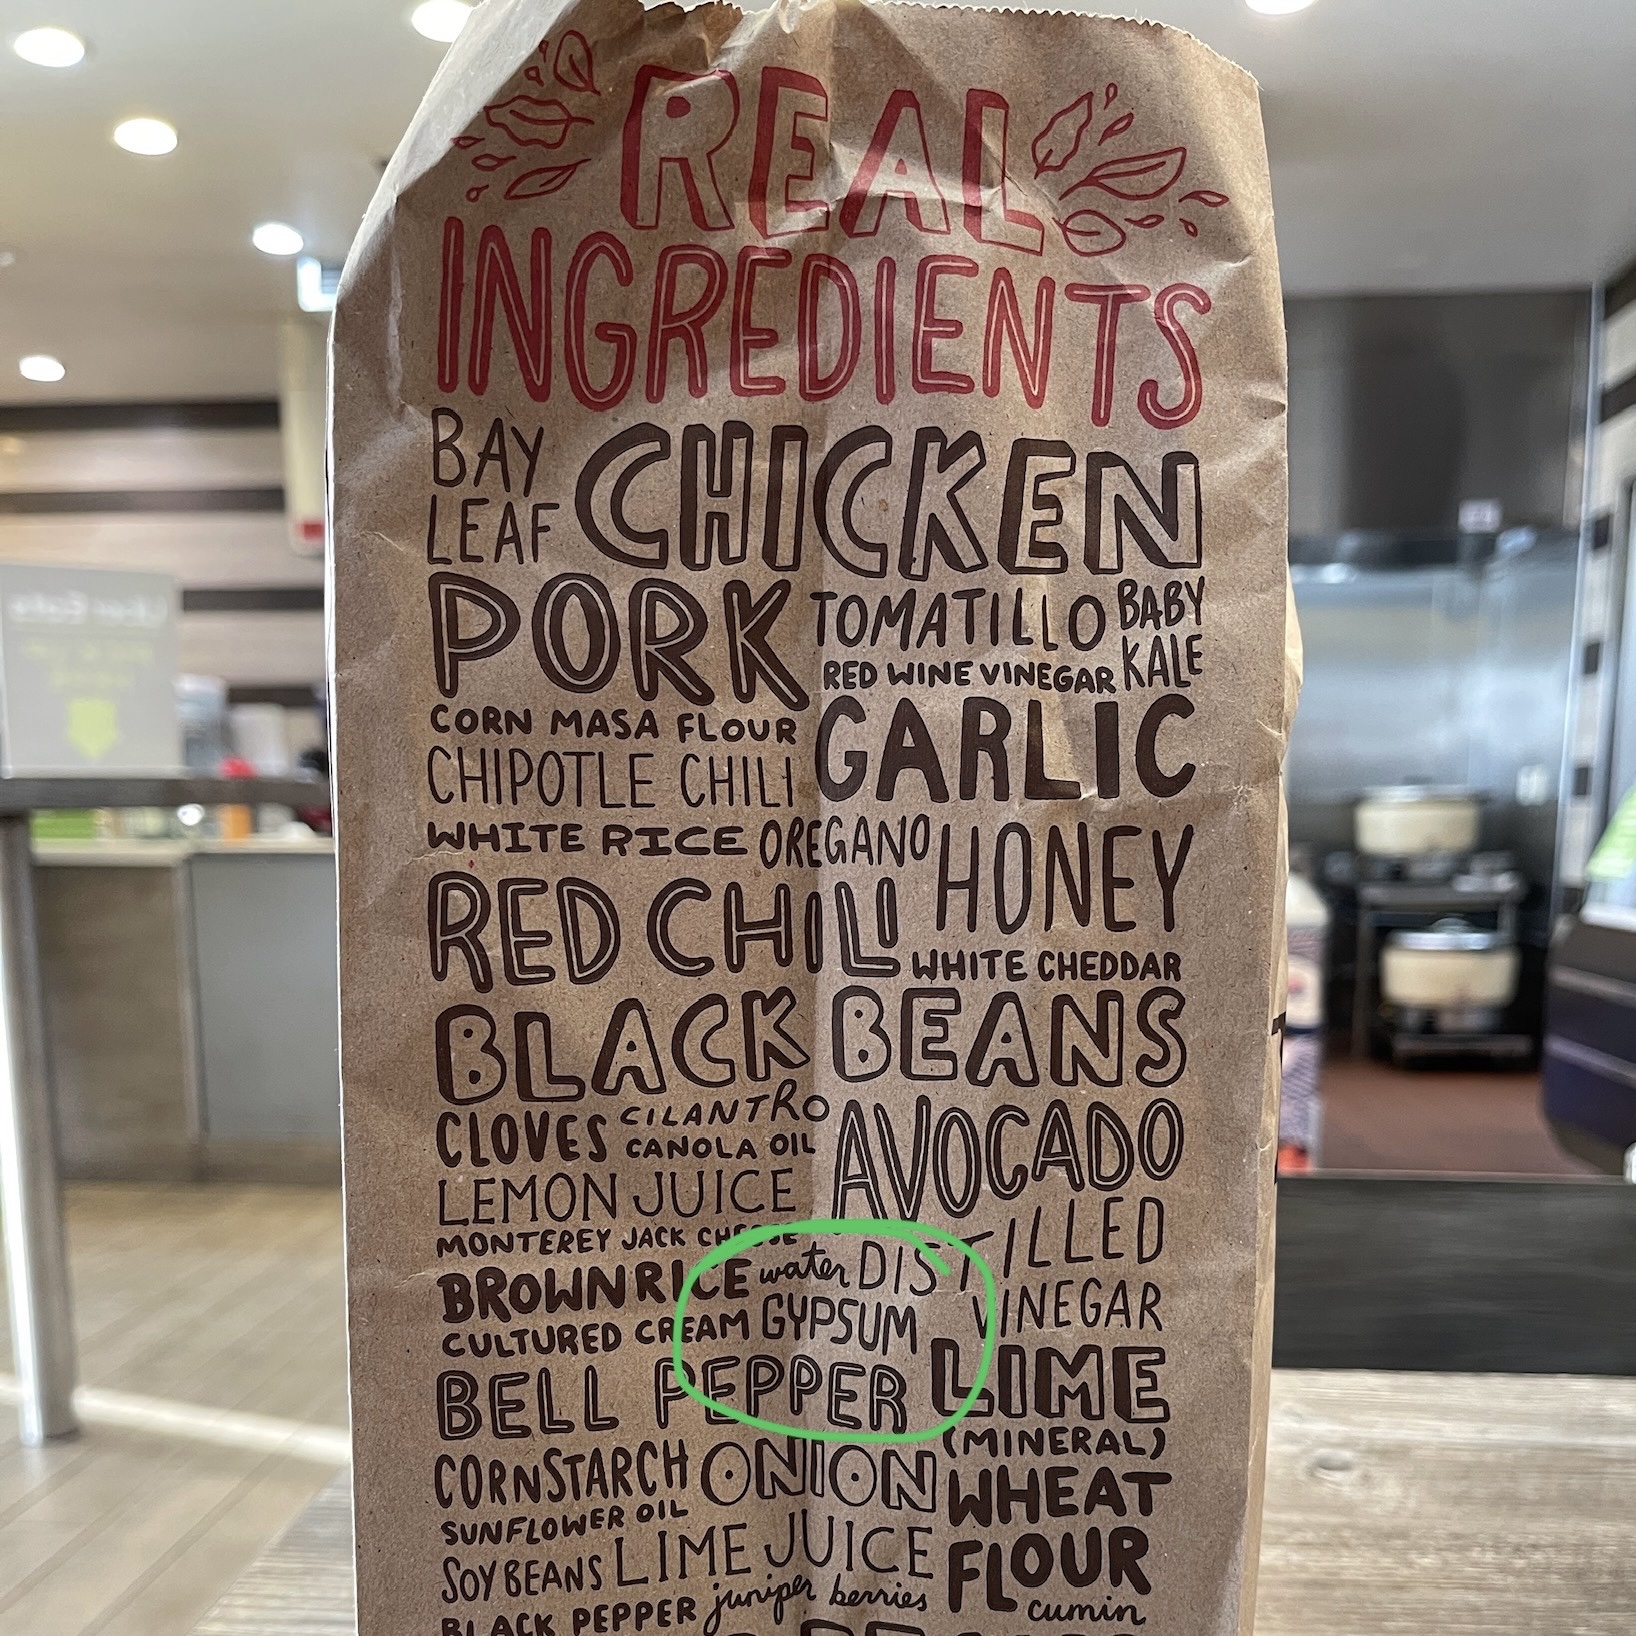 REAL
INGREDIENTS
BAY
LEAF
CHICKEN
PORK
TOMATILLO
BABY
KALE
RED WINE VINEGAR
CORN MASA FLOUR
GARLIC
CHIPOTLE CHILI
WHITE RICE
OREGANO
HONEY
RED CHILI
WHITE CHEDDAR
BLACK BEANS
CLOVES
CILANTRO
CANOLA OIL
AVOCADO
LEMON JUICE
MONTEREY JACK CHEESE
BROWN RICE
water
DISTILLED
VINEGAR
CULTURED CREAM
GYPSUM
BELL PEPPER
LIME
(MINERAL)
CORNSTARCH
ONION
WHEAT
FLOUR
SUNFLOWER OIL
SOYBEANS
LIME JUICE
BLACK PEPPER
juniper berries
cumin